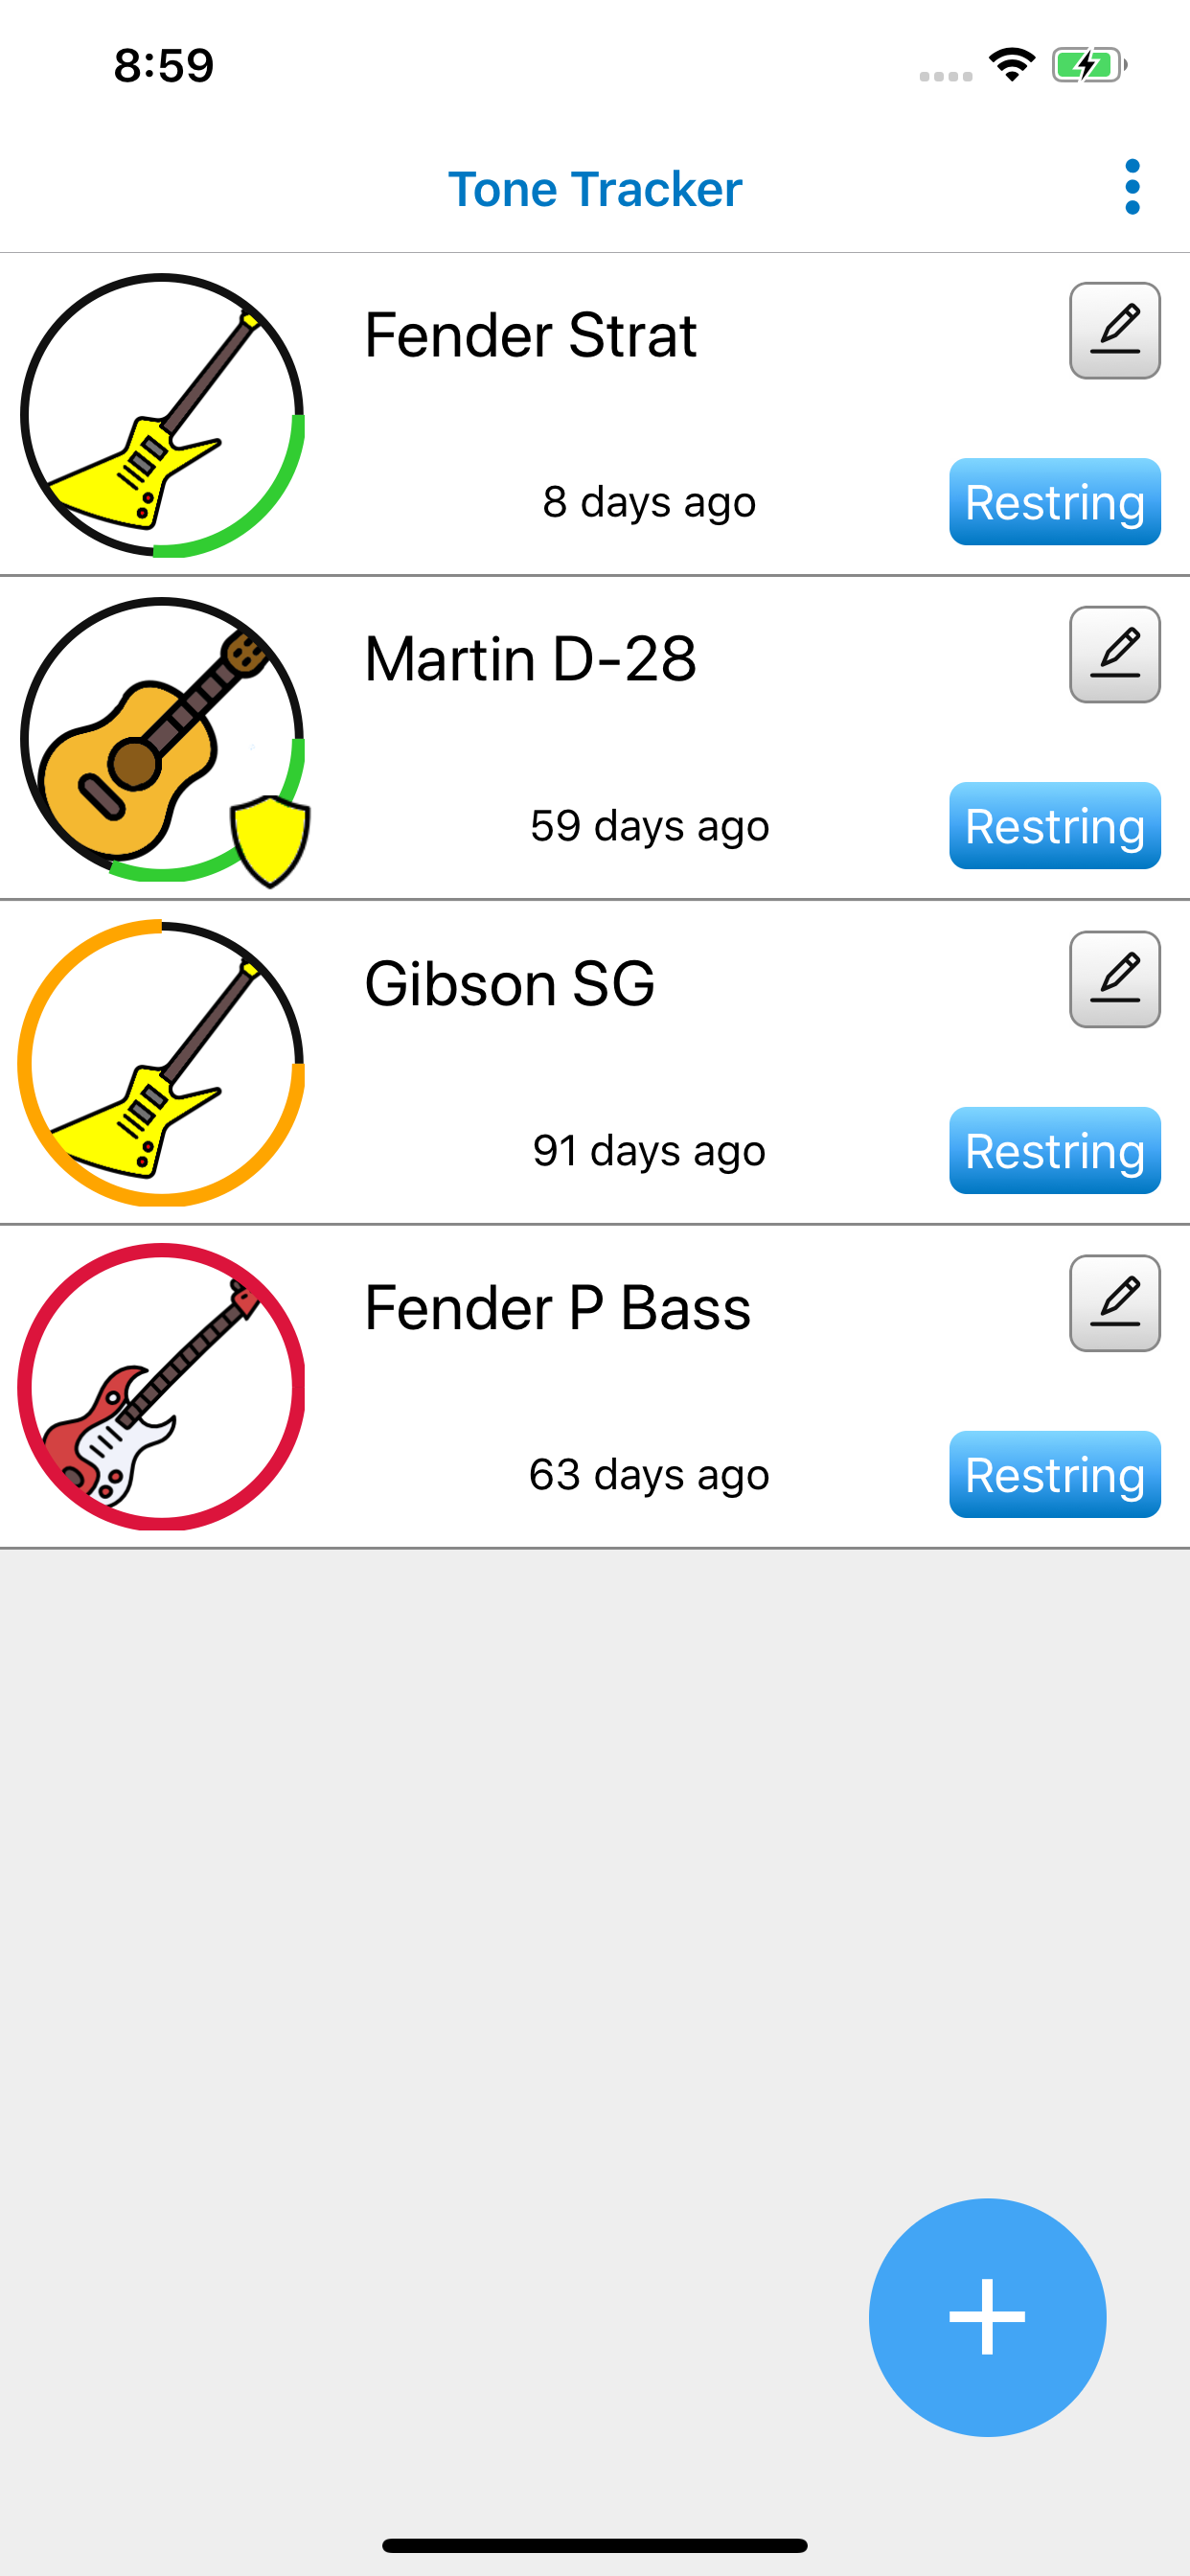 8:59
Tone Tracker
Fender Strat
8 days ago
Restring
Martin D-28
59 days ago
Restring
Gibson SG
91 days ago
Restring
Fender P Bass
63 days ago
Restring